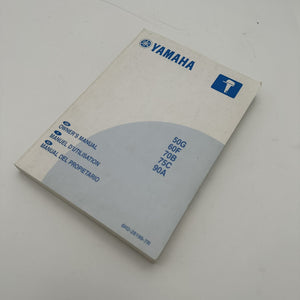 YAMAHA
OWNER'S MANUAL
MANUEL D'UTILISATION
MANUAL DEL PROPIETARIO
50G
60F
70B
75C
90A